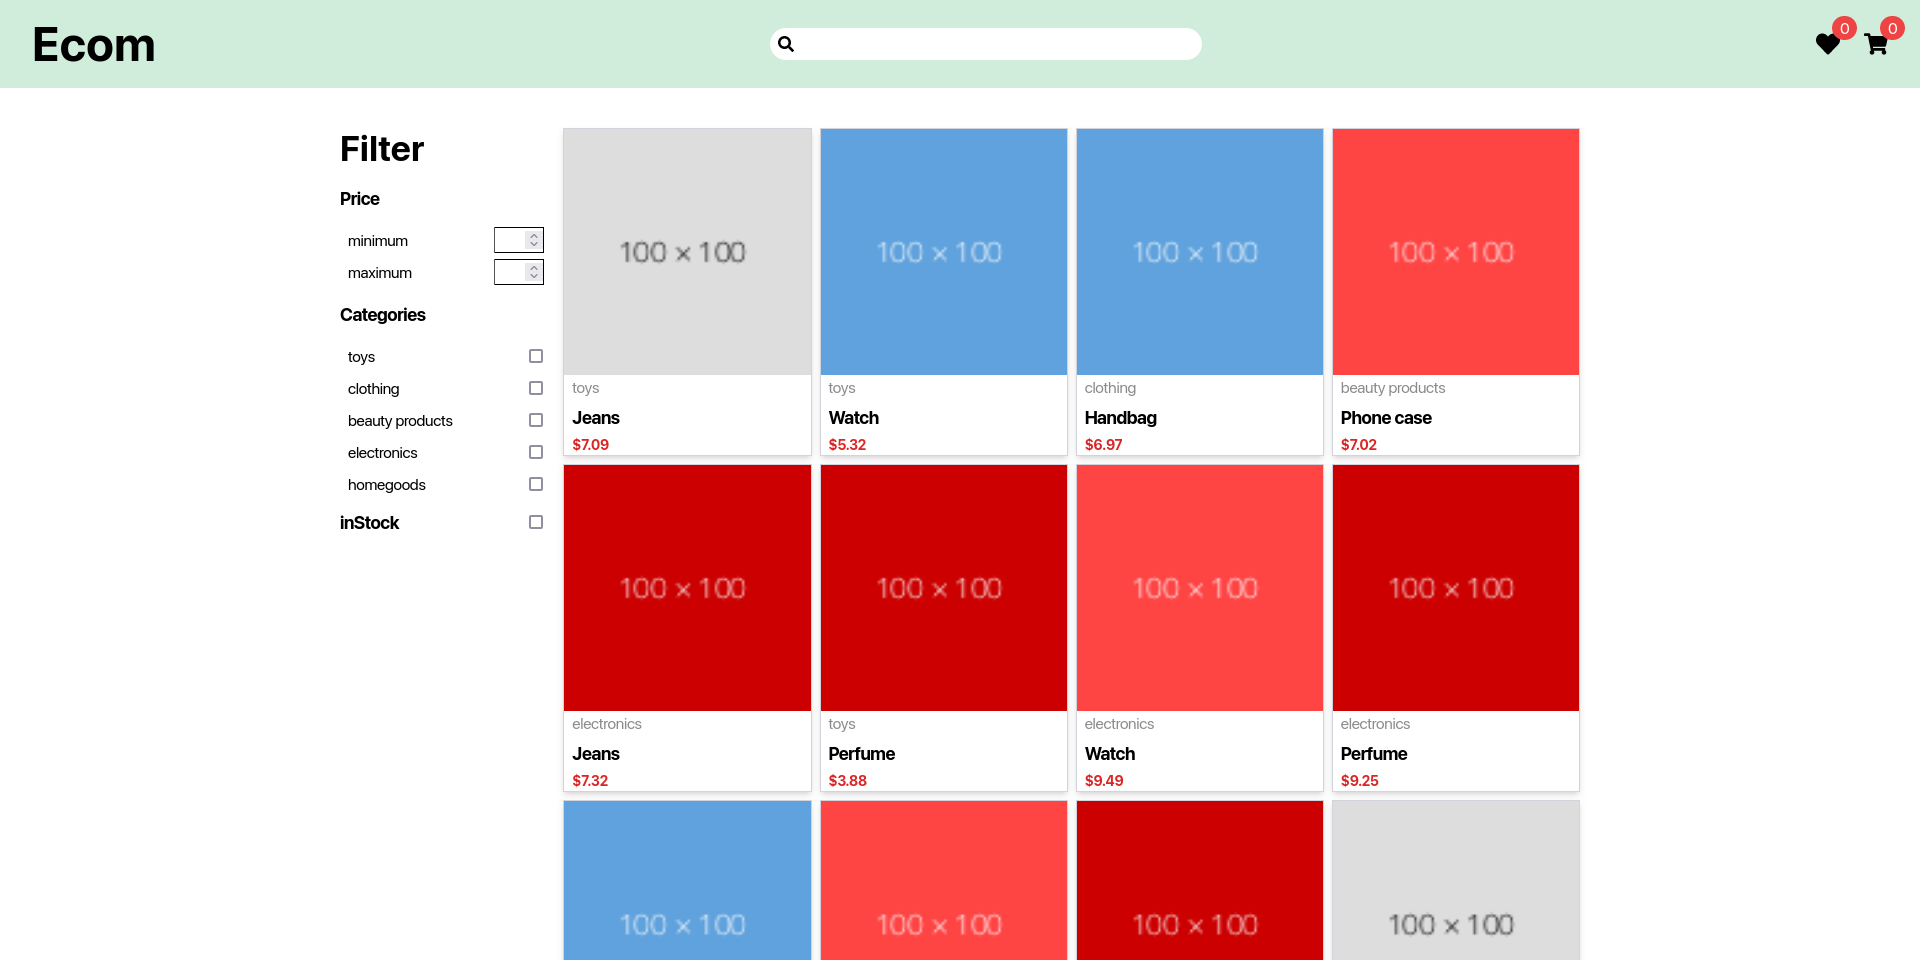 Ecom
0
0
Filter
Price
minimum
maximum
Categories
toys
clothing
beauty products
electronics
homegoods
inStock
100 × 100
toys
Jeans
$7.09
100 × 100
toys
Watch
$5.32
100 × 100
clothing
Handbag
$6.97
100 × 100
beauty products
Phone case
$7.02
100 × 100
electronics
Jeans
$7.32
100 × 100
toys
Perfume
$3.88
100 × 100
electronics
Watch
$9.49
100 × 100
electronics
Perfume
$9.25
100 × 100
100 × 100
100 × 100
100 × 100